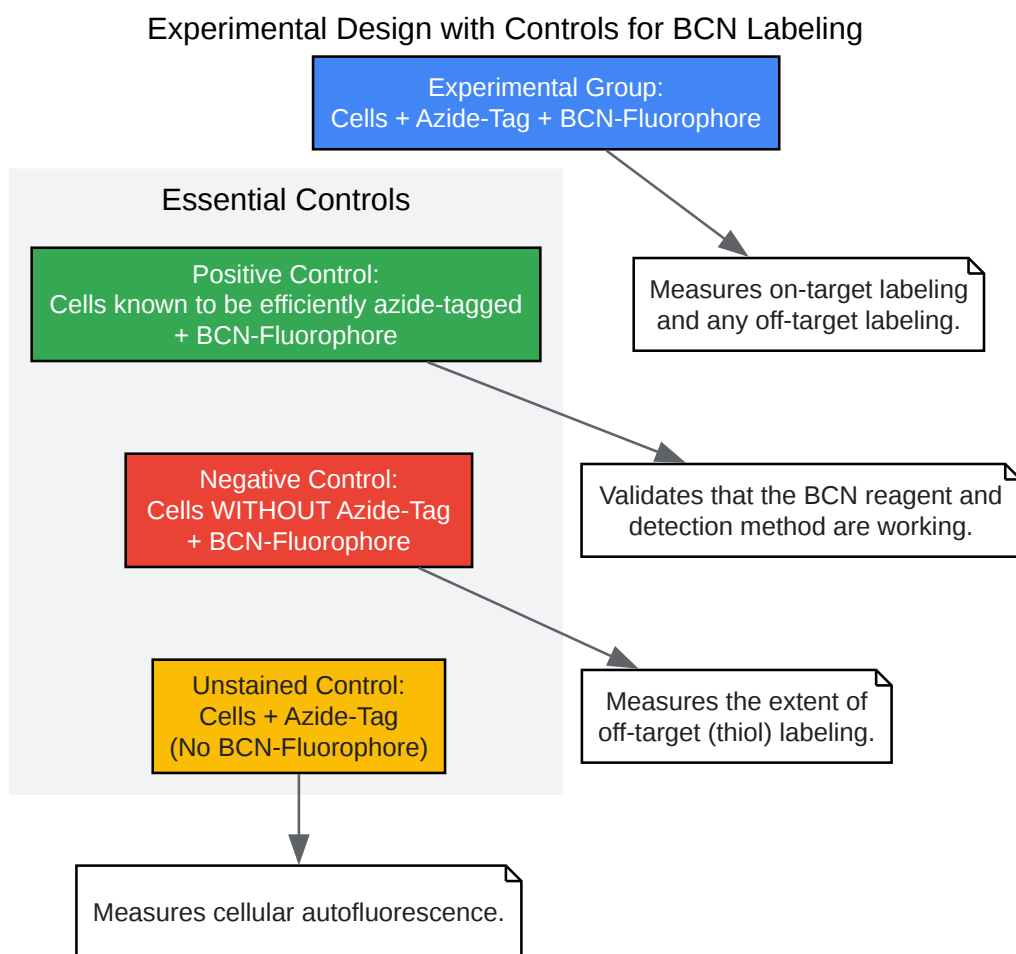 Experimental Design with Controls for BCN Labeling
Experimental Group:
Cells + Azide-Tag + BCN-Fluorophore
Essential Controls
Positive Control:
Cells known to be efficiently azide-tagged
+ BCN-Fluorophore
Measures on-target labeling
and any off-target labeling.
Negative Control:
Cells WITHOUT Azide-Tag
+ BCN-Fluorophore
Validates that the BCN reagent and
detection method are working.
Unstained Control:
Cells + Azide-Tag
(No BCN-Fluorophore)
Measures the extent of
off-target (thiol) labeling.
Measures cellular autofluorescence.